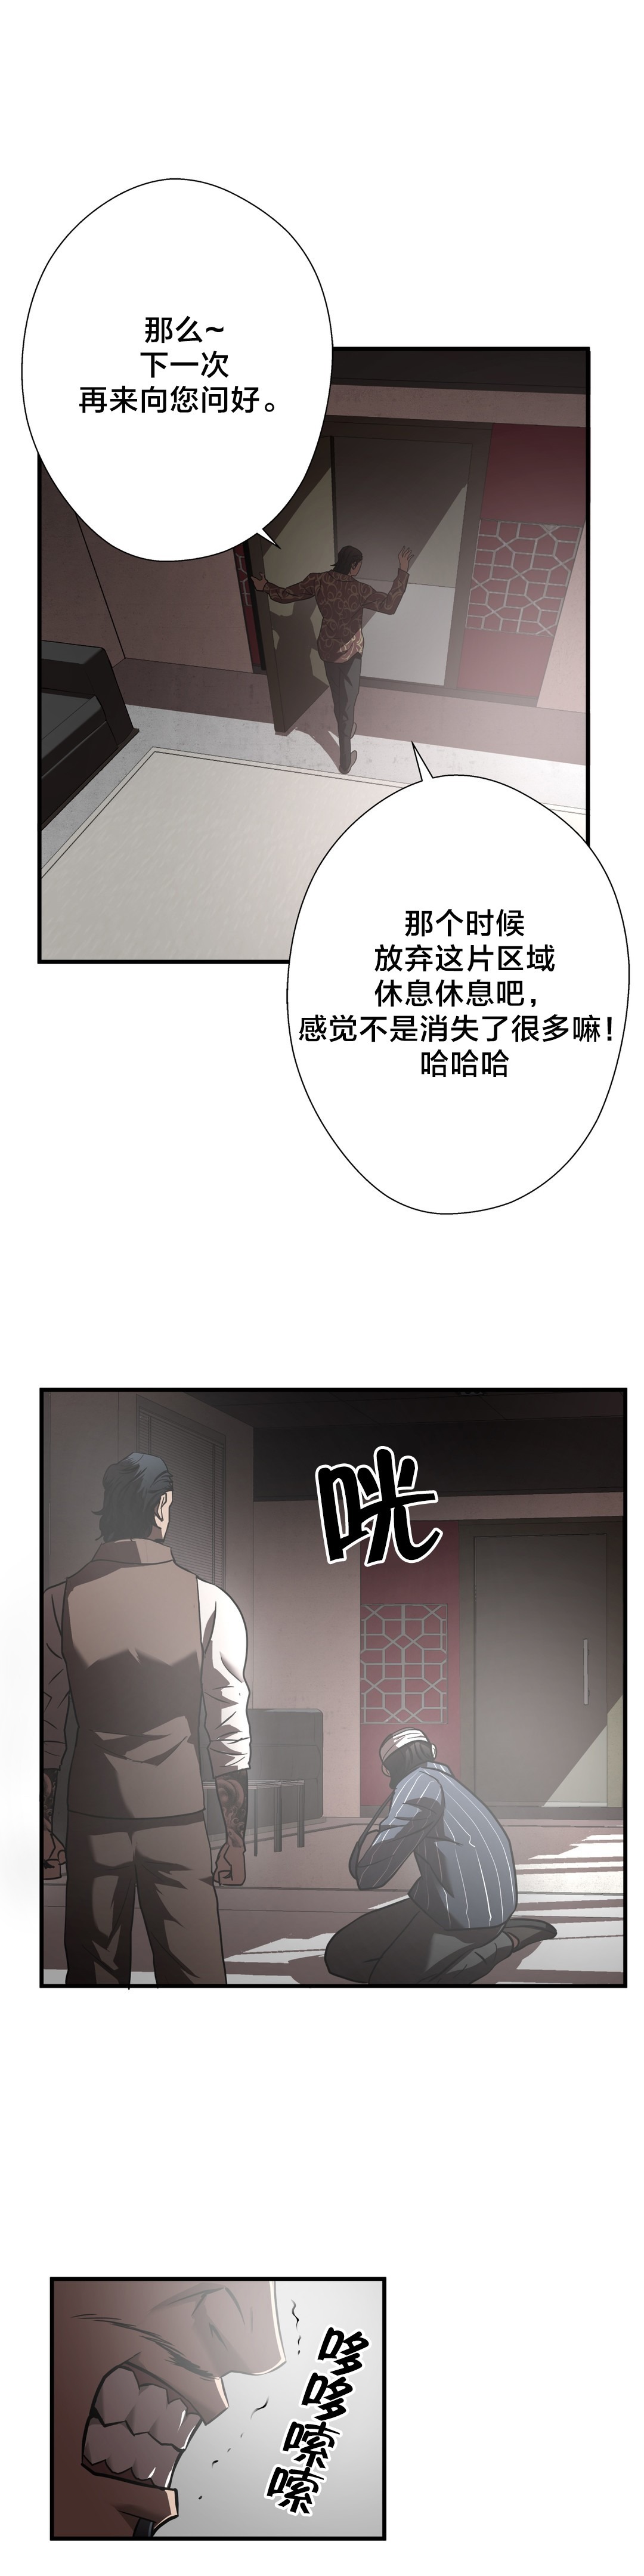 那么~
下一次
再来向您问好。
那个时候
放弃这片区域
休息休息吧，
感觉不是消失了很多嘛！
哈哈哈
咣
哆
哆
嗦
嗦